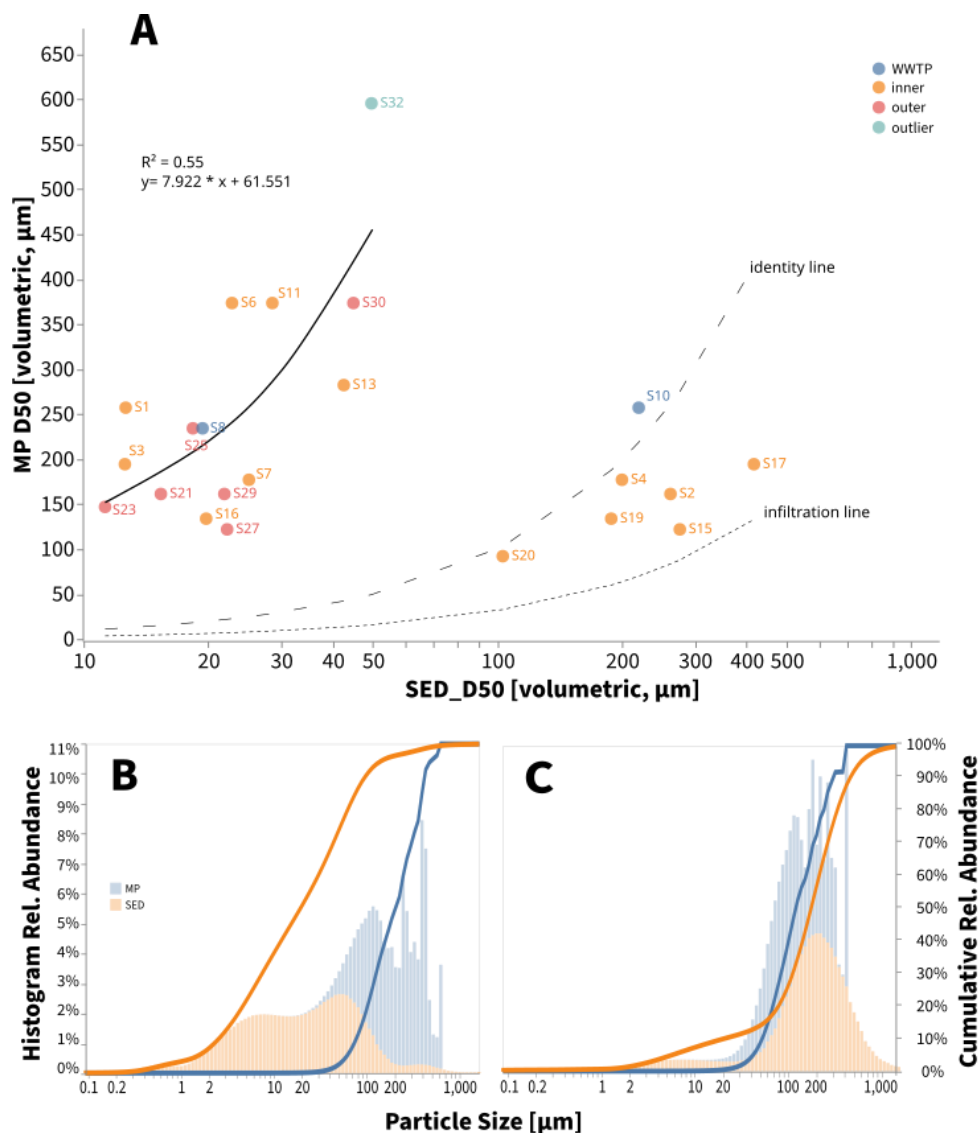 A
650
600
550
500
450
400
350
300
250
200
150
100
50
0
MP D50 [volumetric, µm]
WWTP
inner
outer
outlier
R² = 0.55
y= 7.922 * x + 61.551
S32
S6
S11
S30
S13
S1
S8
S28
S3
S7
S21
S29
S23
S16
S27
S10
S4
S17
S2
S19
S15
S20
identity line
infiltration line
10 20 30 40 50 100 200 300 400 500 1,000
SED_D50 [volumetric, µm]
B
11%
10%
9%
8%
7%
6%
5%
4%
3%
2%
1%
0%
Histogram Rel. Abundance
MP
SED
0.1 0.2 1 2 10 20 100 200 1,000
C
100%
90%
80%
70%
60%
50%
40%
30%
20%
10%
0%
Cumulative Rel. Abundance
0.1 0.2 1 2 10 20 100 200 1,000
Particle Size [µm]